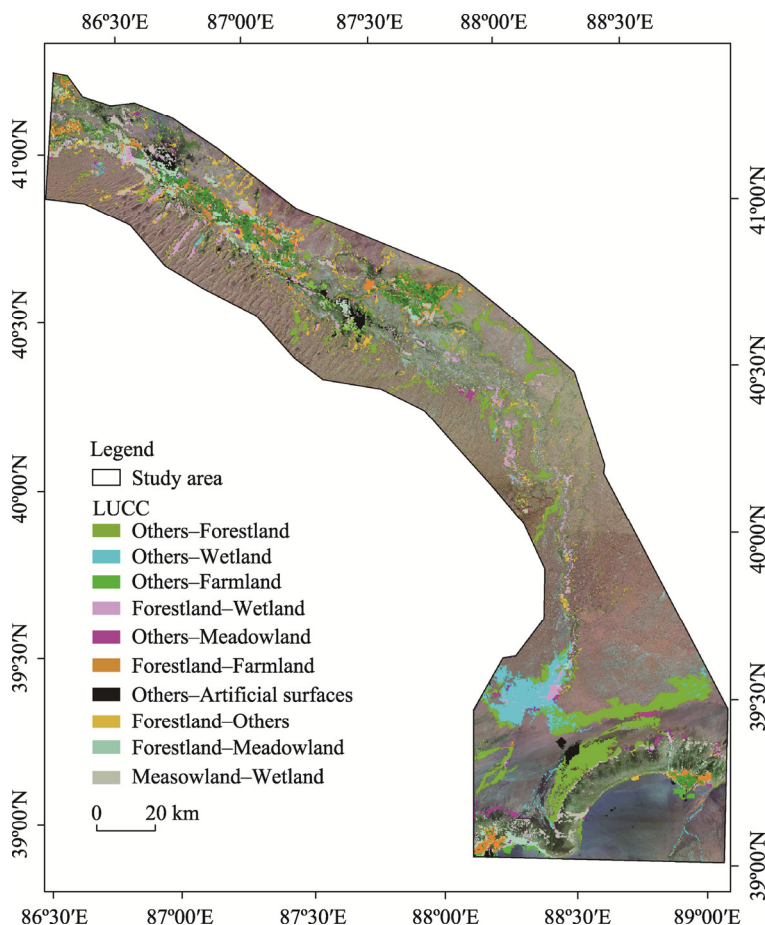 86°30′E 87°00′E 87°30′E 88°00′E 88°30′E
41°00′N
40°30′N
40°00′N
39°30′N
39°00′N
41°00′N
40°30′N
40°00′N
39°30′N
39°00′N
Legend
Study area
LUCC
Others–Forestland
Others–Wetland
Others–Farmland
Forestland–Wetland
Others–Meadowland
Forestland–Farmland
Others–Artificial surfaces
Forestland–Others
Forestland–Meadowland
Measowland–Wetland
0 20 km
86°30′E 87°00′E 87°30′E 88°00′E 88°30′E 89°00′E